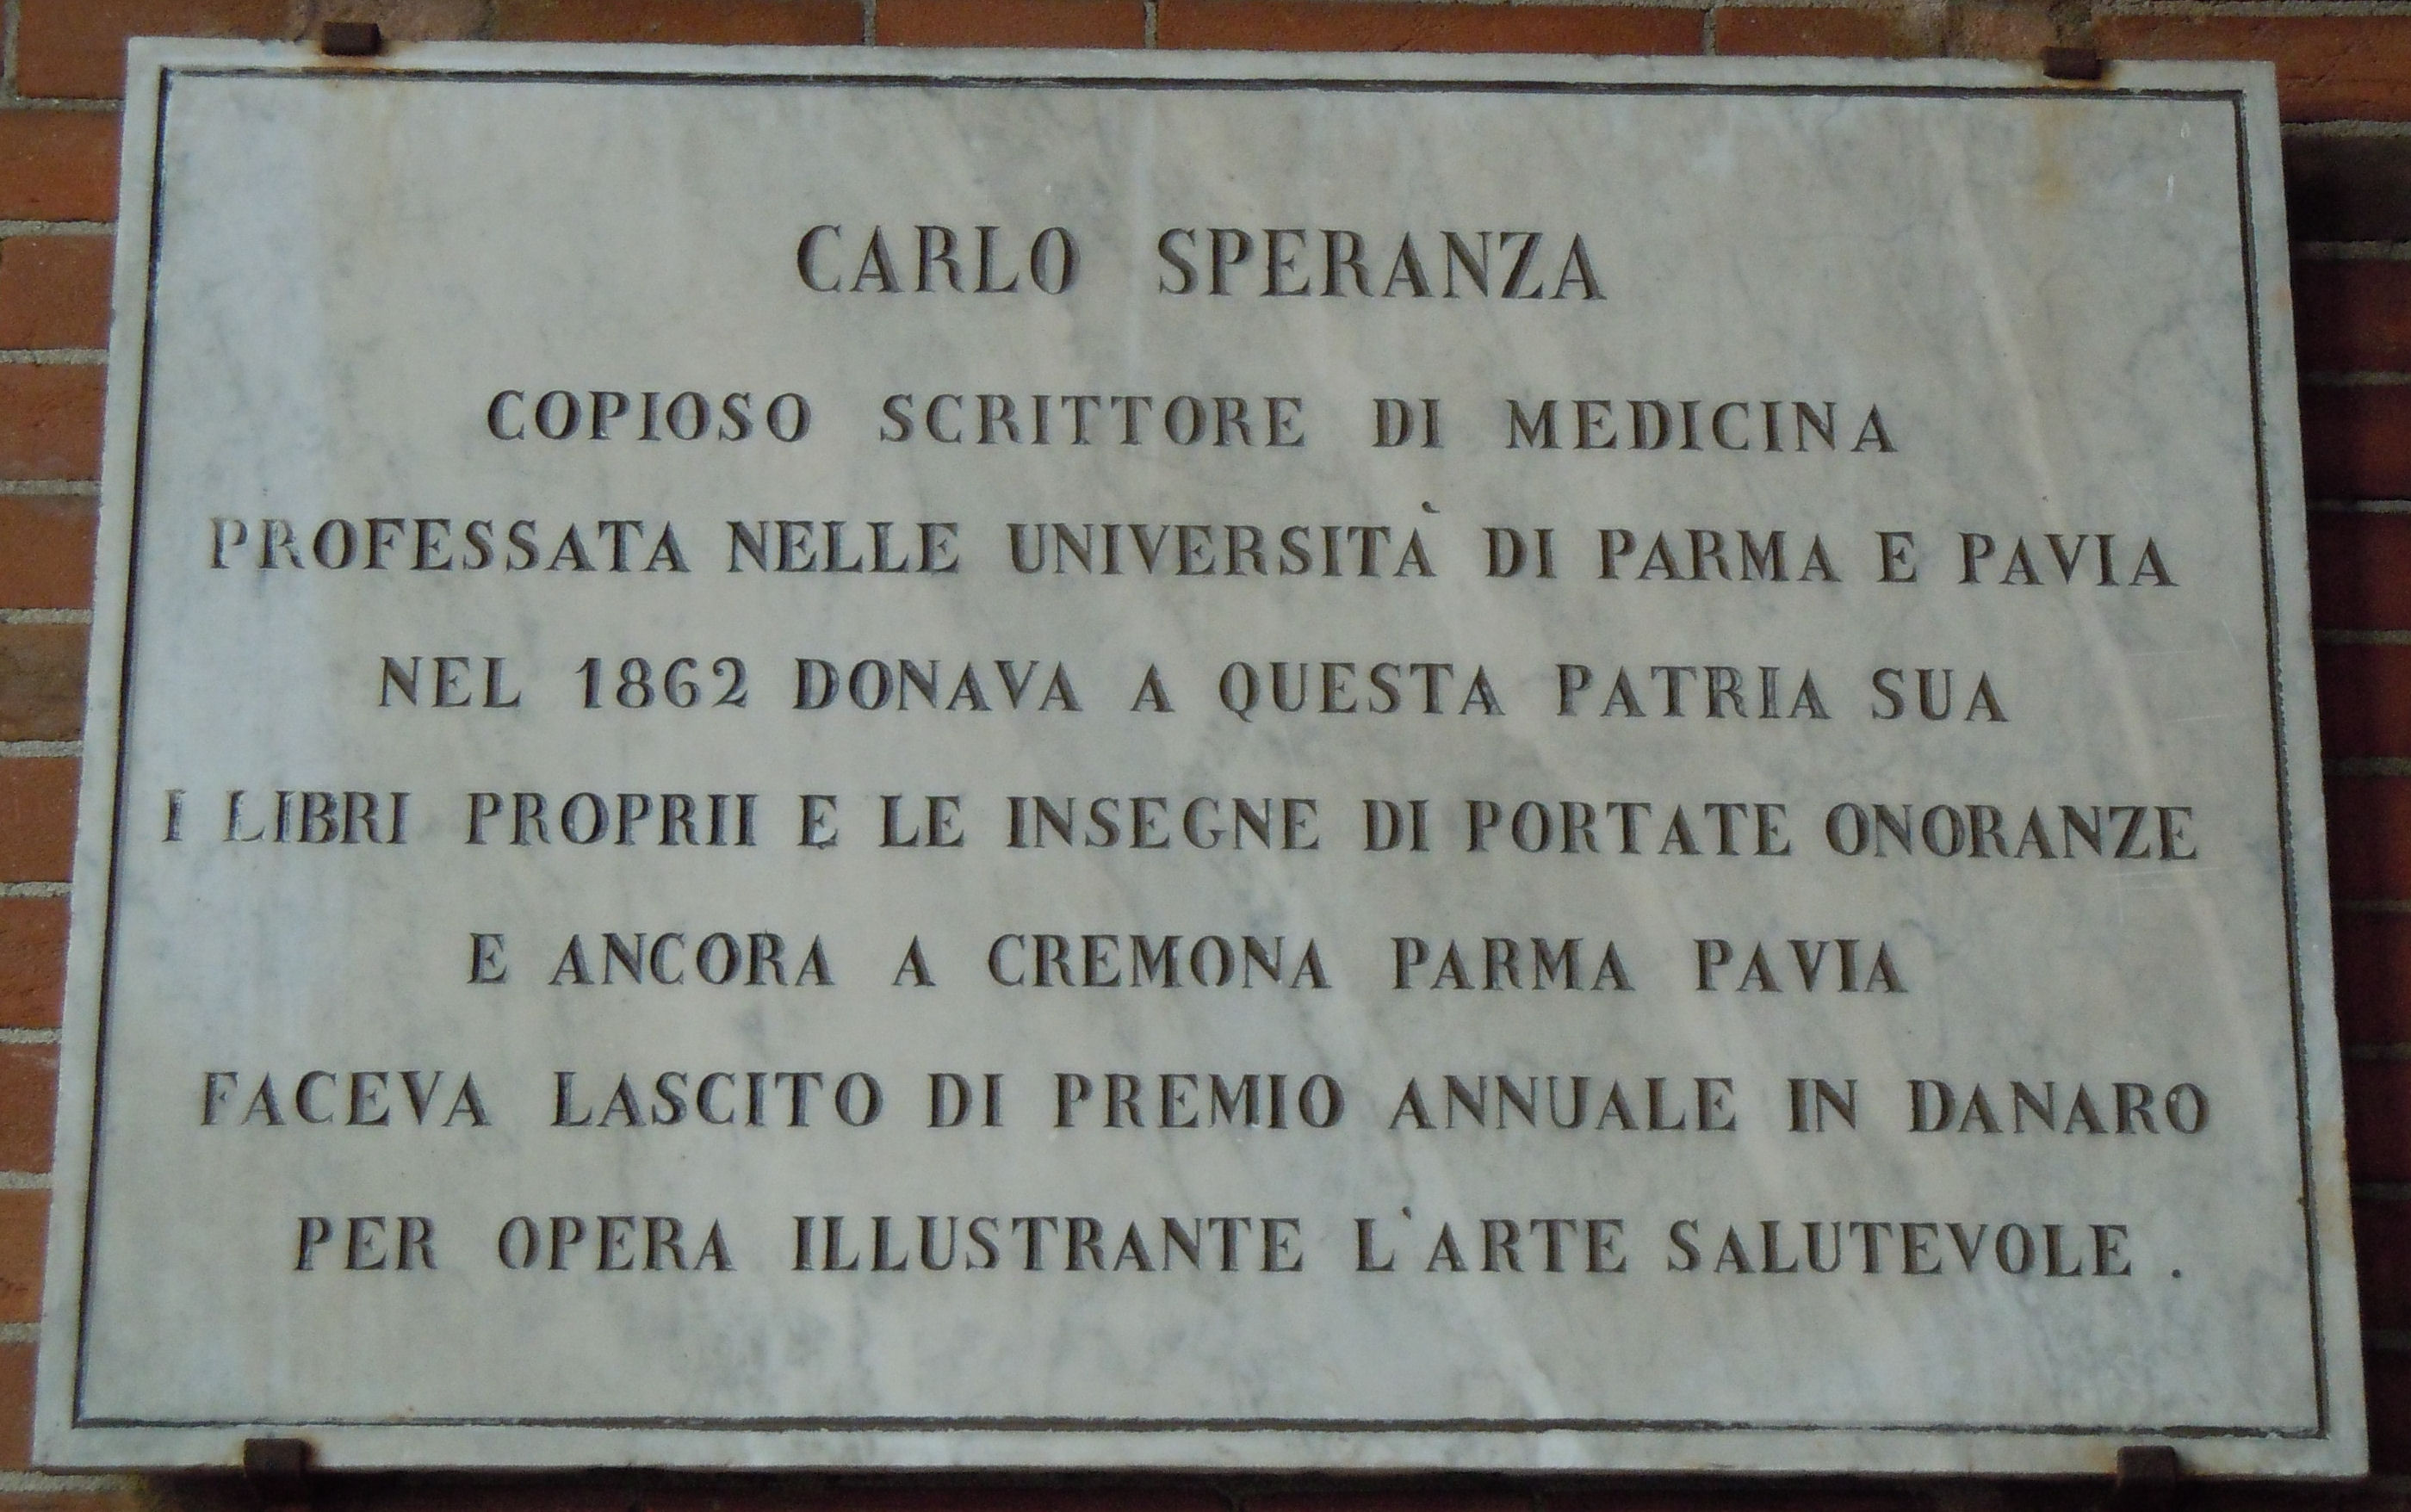 CARLO SPERANZA
COPIOSO SCRITTORE DI MEDICINA
PROFESSATA NELLE UNIVERSITÀ DI PARMA E PAVIA
NEL 1862 DONAVA A QUESTA PATRIA SUA
I LIBRI PROPRII E LE INSEGNE DI PORTATE ONORANZE
E ANCORA A CREMONA PARMA PAVIA
FACEVA LASCITO DI PREMIO ANNUALE IN DANARO
PER OPERA ILLUSTRANTE L'ARTE SALUTEVOLE .